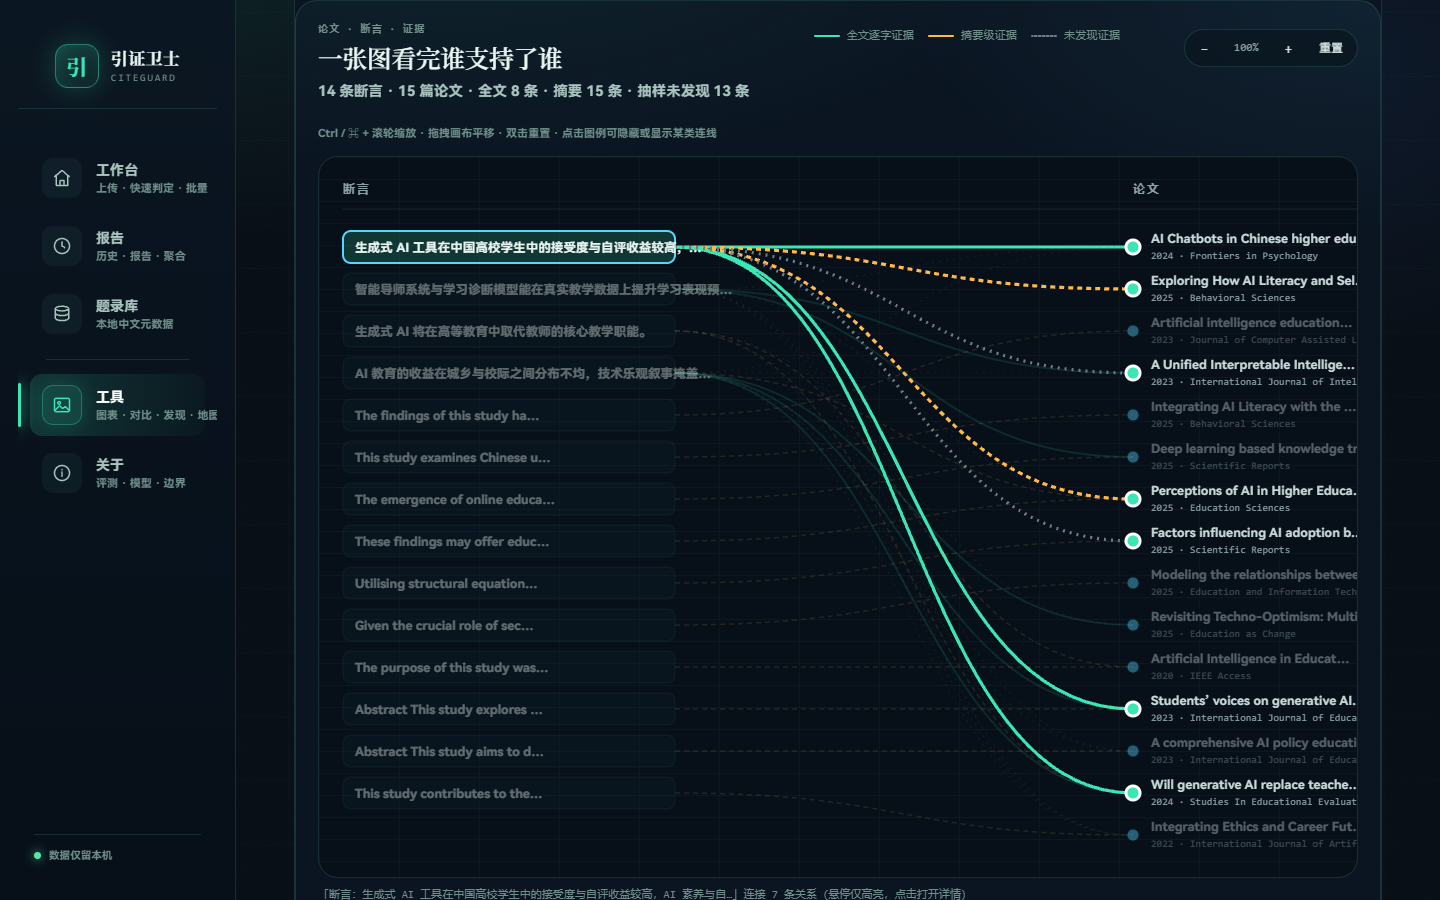 引
引证卫士
CITEGUARD
工作台
上传 · 快速判定 · 批量
报告
历史 · 报告 · 聚合
题录库
本地中文元数据
工具
图表 · 对比 · 发现 · 地图
关于
评测 · 模型 · 边界
数据仅留本机
论文 · 断言 · 证据
一张图看完谁支持了谁
14 条断言 · 15 篇论文 · 全文 8 条 · 摘要 15 条 · 抽样未发现 13 条
Ctrl / ⌘ + 滚轮缩放 · 拖拽画布平移 · 双击重置 · 点击图例可隐藏或显示某类连线
全文逐字证据
摘要级证据
未发现证据
− 100% + 重置
断言
生成式 AI 工具在中国高校学生中的接受度与自评收益较高，...
智能导师系统与学习诊断模型能在真实教学数据上提升学习表现预...
生成式 AI 将在高等教育中取代教师的核心教学职能。
AI 教育的收益在城乡与校际之间分布不均，技术乐观叙事掩盖...
The findings of this study ha...
This study examines Chinese u...
The emergence of online educa...
These findings may offer educ...
Utilising structural equation...
Given the crucial role of sec...
The purpose of this study was...
Abstract This study explores ...
Abstract This study aims to d...
This study contributes to the...
论文
AI Chatbots in Chinese higher edu
2024 · Frontiers in Psychology
Exploring How AI Literacy and Sel.
2025 · Behavioral Sciences
Artificial intelligence education...
2023 · Journal of Computer Assisted L
A Unified Interpretable Intellige...
2023 · International Journal of Intel
Integrating AI Literacy with the ...
2025 · Behavioral Sciences
Deep learning based knowledge tr
2025 · Scientific Reports
Perceptions of AI in Higher Educa.
2025 · Education Sciences
Factors influencing AI adoption b..
2025 · Scientific Reports
Modeling the relationships betwee
2025 · Education and Information Tech
Revisiting Techno-Optimism: Multi
2025 · Education as Change
Artificial Intelligence in Educat...
2020 · IEEE Access
Students’ voices on generative AI.
2023 · International Journal of Educa
A comprehensive AI policy educati
2023 · International Journal of Educa
Will generative AI replace teache..
2024 · Studies In Educational Evaluat
Integrating Ethics and Career Fut.
2022 · International Journal of Artif
「断言：生成式 AI 工具在中国高校学生中的接受度与自评收益较高，AI 素养与自…」连接 7 条关系（悬停仅高亮，点击打开详情）